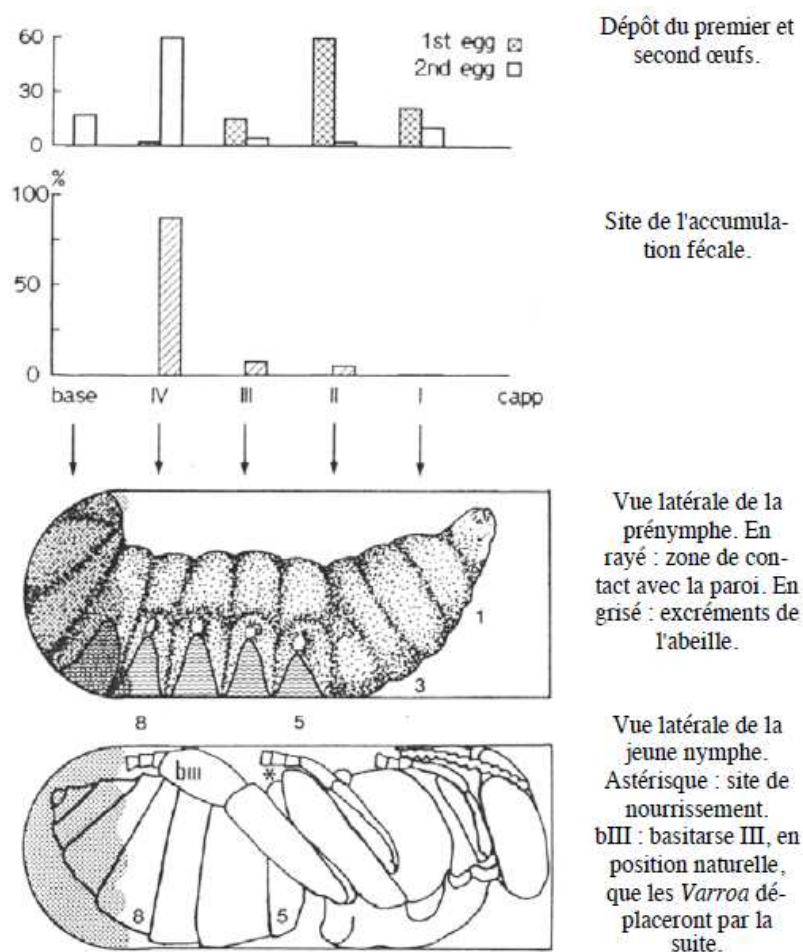 60
30
0
1st egg
2nd egg
Dépôt du premier et
second œufs.
%
100
50
0
base IV III II I capp
Site de l'accumula-
tion fécale.
1
3
Vue latérale de la
prénymphe. En
rayé : zone de con-
tact avec la paroi. En
grisé : excréments de
l'abeille.
8 5
bIII
*
8
5
Vue latérale de la
jeune nymphe.
Astérisque : site de
nourrissement.
bIII : basitarse III, en
position naturelle,
que les Varroa dé-
placeront par la
suite.